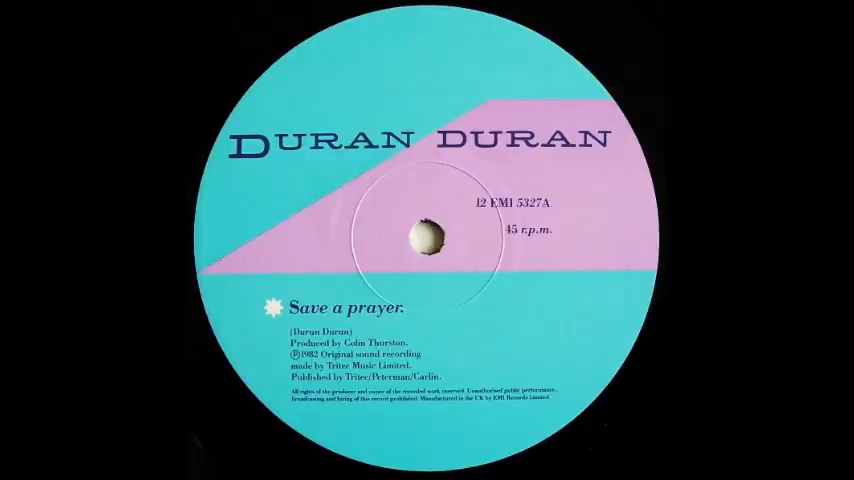 DURAN DURAN
12 EMI 5327A
45 r.p.m.
Save a prayer.
(Duran Duran)
Produced by Colin Thurston.
Ⓟ1982 Original sound recording
made by Tritec Music Limited.
Published by Tritec/Peterman/Carlin.
All rights of the producer and owner of the recorded work reserved. Unauthorised public performance,
broadcasting and hiring of this record prohibited. Manufactured in the UK by EMI Records Limited.